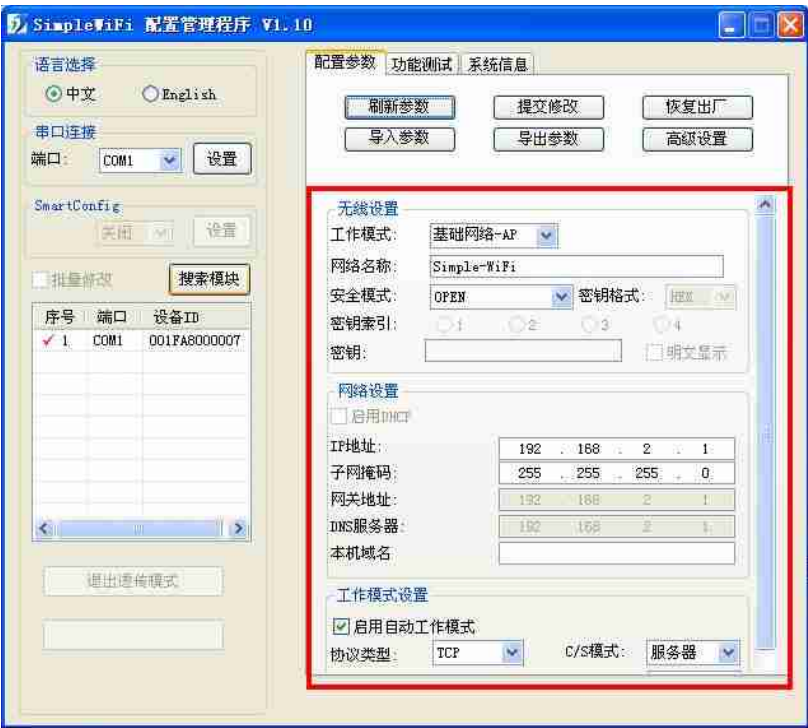 SimpleWiFi 配置管理程序 V1.10
语言选择
中文 English
串口连接
端口: COM1 设置
SmartConfig
关闭 设置
批量修改 搜索模块
序号 端口 设备ID
1 COM1 001FA8000007
退出透传模式
配置参数 功能测试 系统信息
刷新参数 提交修改 恢复出厂
导入参数 导出参数 高级设置
无线设置
工作模式: 基础网络-AP
网络名称: Simple-WiFi
安全模式: OPEN 密钥格式: HEX
密钥索引: 1 2 3 4
密钥: 明文显示
网络设置
启用DHCP
IP地址: 192 . 168 . 2 . 1
子网掩码: 255 . 255 . 255 . 0
网关地址: 192 168 2 1
DNS服务器: 192 168 2 1
本机域名
工作模式设置
启用自动工作模式
协议类型: TCP C/S模式: 服务器